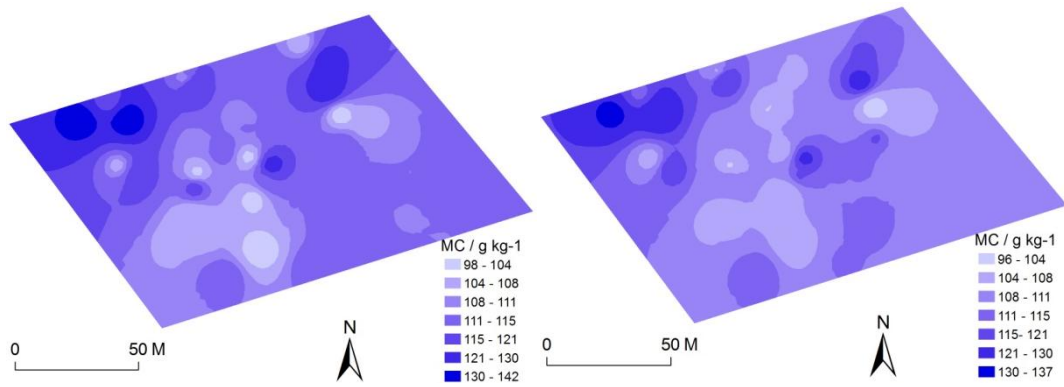 MC / g kg-1
98 - 104
104 - 108
108 - 111
111 - 115
115 - 121
121 - 130
130 - 142
N
0 50 M
MC / g kg-1
96 - 104
104 - 108
108 - 111
111 - 115
115- 121
121 - 130
130 - 137
N
0 50 M